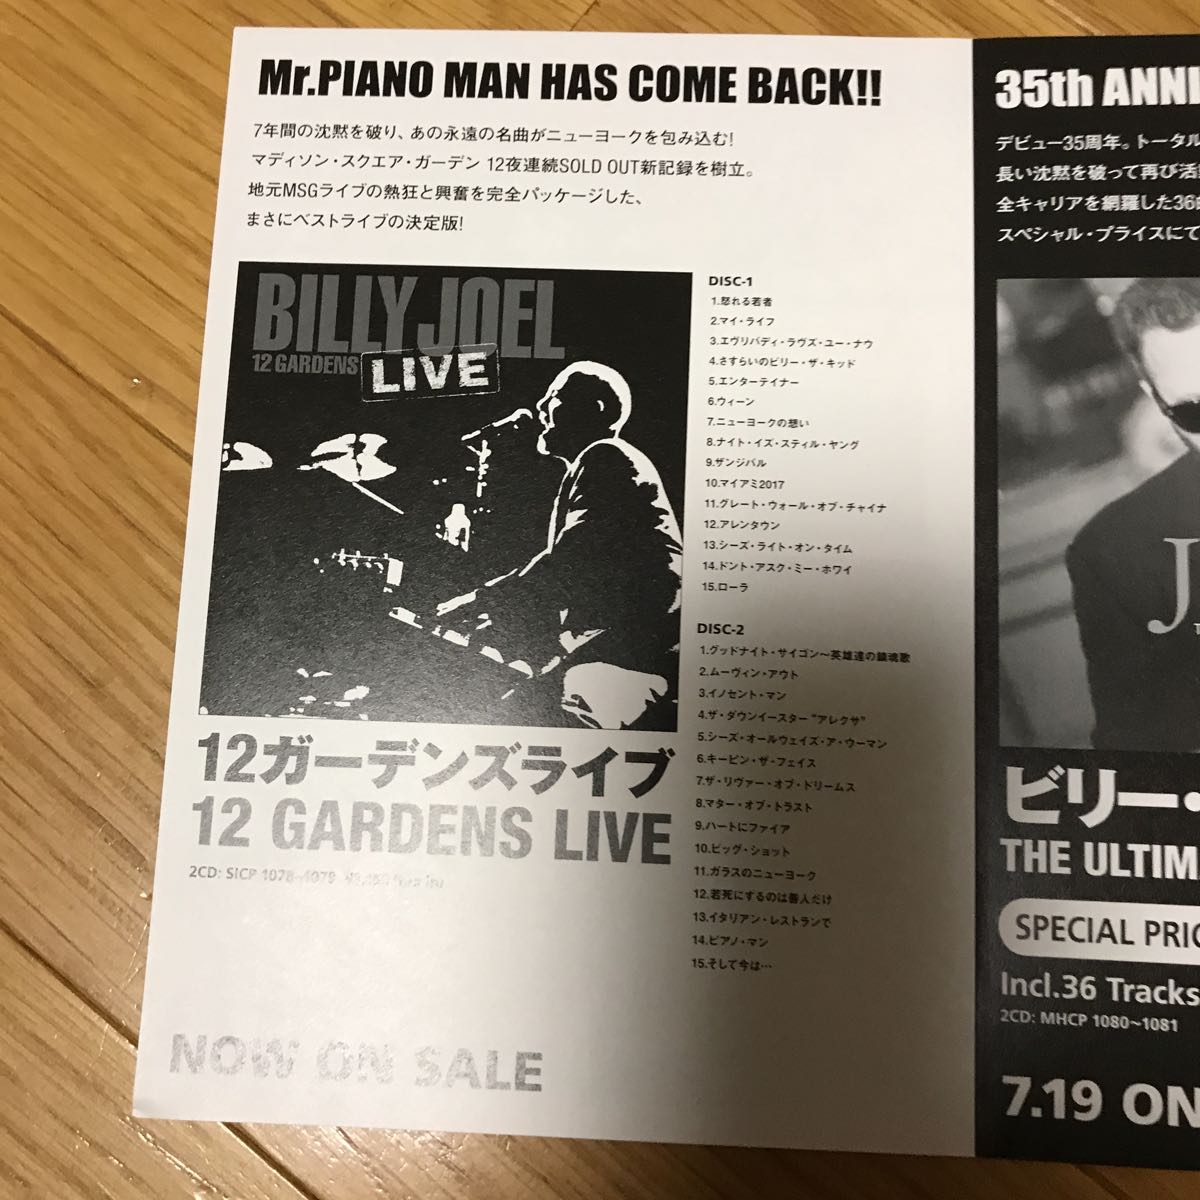 Mr.PIANO MAN HAS COME BACK!!
7年間の沈黙を破り、あの永遠の名曲がニューヨークを包み込む!
マディソン・スクエア・ガーデン 12夜連続SOLD OUT新記録を樹立。
地元MSGライブの熱狂と興奮を完全パッケージした、
まさにベストライブの決定版!
BILLY JOEL
12 GARDENS LIVE
DISC-1
1.怒れる若者
2.マイ・ライフ
3.エヴリバディ・ラヴズ・ユー・ナウ
4.さすらいのビリー・ザ・キッド
5.エンターテイナー
6.ウィーン
7.ニューヨークの想い
8.ナイト・イズ・スティル・ヤング
9.ザンジバル
10.マイアミ2017
11.グレート・ウォール・オブ・チャイナ
12.アレンタウン
13.シーズ・ライト・オン・タイム
14.ドント・アスク・ミー・ホワイ
15.ローラ
DISC-2
1.グッドナイト・サイゴン〜英雄達の鎮魂歌
2.ムーヴィン・アウト
3.イノセント・マン
4.ザ・ダウンイースター "アレクサ"
5.シーズ・オールウェイズ・ア・ウーマン
6.キーピン・ザ・フェイス
7.ザ・リヴァー・オブ・ドリームス
8.マター・オブ・トラスト
9.ハートにファイア
10.ビッグ・ショット
11.ガラスのニューヨーク
12.若死にするのは善人だけ
13.イタリアン・レストランで
14.ピアノ・マン
15.そして今は…
12ガーデンズライブ
12 GARDENS LIVE
2CD: SICP 1078~1079
NOW ON SALE
35th ANNI
デビュー35周年。トータル
長い沈黙を破って再び活
全キャリアを網羅した36
スペシャル・プライスにて
J
ビリー・
THE ULTIM
SPECIAL PRIC
Incl.36 Tracks
2CD: MHCP 1080~1081
7.19 ON